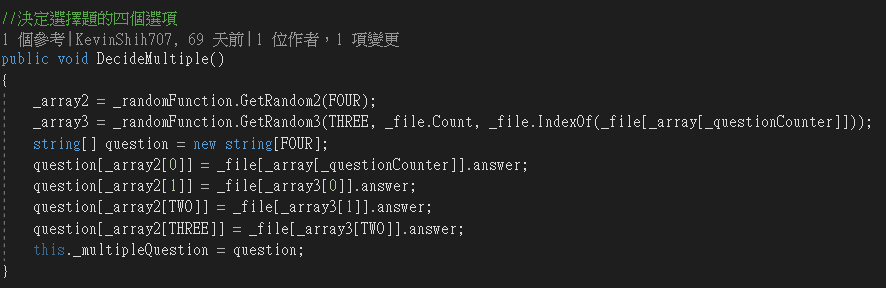 //決定選擇題的四個選項
1 個參考|KevinShih707, 69 天前|1 位作者，1 項變更
public void DecideMultiple()
{
_array2 = _randomFunction.GetRandom2(FOUR);
_array3 = _randomFunction.GetRandom3(THREE, _file.Count, _file.IndexOf(_file[_array[_questionCounter]]));
string[] question = new string[FOUR];
question[_array2[0]] = _file[_array[_questionCounter]].answer;
question[_array2[1]] = _file[_array3[0]].answer;
question[_array2[TWO]] = _file[_array3[1]].answer;
question[_array2[THREE]] = _file[_array3[TWO]].answer;
this._multipleQuestion = question;
}